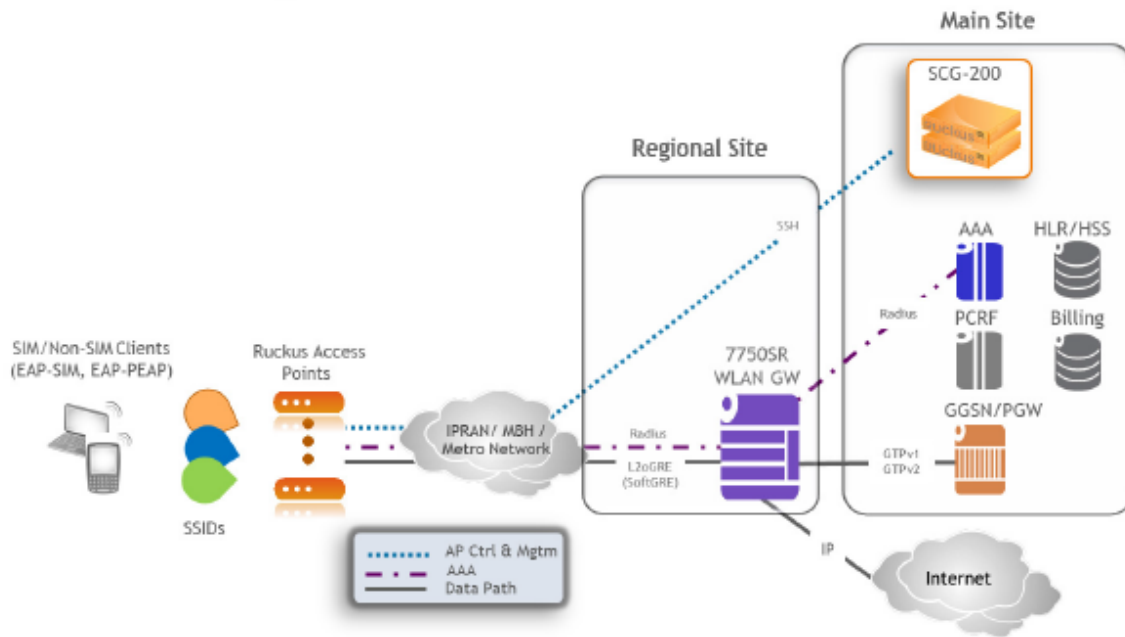 Main Site
SCG-200
Regional Site
SSH
AAA
HLR/HSS
Radius
PCRF
Billing
SIM/Non-SIM Clients
(EAP-SIM, EAP-PEAP)
Ruckus Access
Points
7750SR
WLAN GW
GGSN/PGW
IPRAN/ MBH /
Metro Network
Radius
L2oGRE
(SoftGRE)
GTPv1
GTPv2
SSIDs
AP Ctrl & Mgtm
AAA
Data Path
IP
Internet